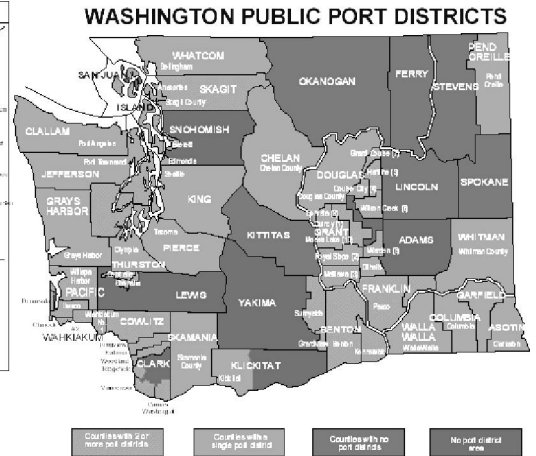 WASHINGTON PUBLIC PORT DISTRICTS
WHATCOM
Bellingham
PEND
OREILLE
Pend
Oreille
SAN JUAN
Anacortes
SKAGIT
Skagit County
ISLAND
OKANOGAN
FERRY
STEVENS
SNOHOMISH
Everett
Edmonds
Seattle
CLALLAM
Port Angeles
Port Townsend
JEFFERSON
CHELAN
Chelan County
DOUGLAS
Douglas County
LINCOLN
SPOKANE
GRAYS
HARBOR
Grays Harbor
KING
Tacoma
PIERCE
Olympia
THURSTON
KITTITAS
GRANT
ADAMS
WHITMAN
Whitman County
Willapa
Harbor
PACIFIC
LEWIS
YAKIMA
FRANKLIN
Pasco
GARFIELD
WAHKIAKUM
COWLITZ
SKAMANIA
Skamania
County
Sunnyside
BENTON
Grandview
Benton
Kennewick
WALLA
WALLA
Walla Walla
COLUMBIA
Columbia
ASOTIN
Clarkston
CLARK
KLICKITAT
Klickitat
Camas
Washougal
Counties with 2 or
more port districts
Counties with a
single port district
Counties with no
port districts
No port district
area